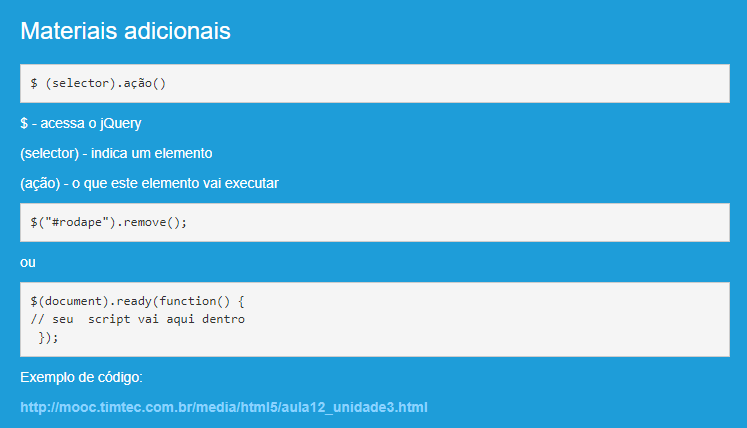 Materiais adicionais
$ (selector).ação()
$ - acessa o jQuery
(selector) - indica um elemento
(ação) - o que este elemento vai executar
$("#rodape").remove();
ou
$(document).ready(function() {
// seu  script vai aqui dentro
 });
Exemplo de código:
http://mooc.timtec.com.br/media/html5/aula12_unidade3.html